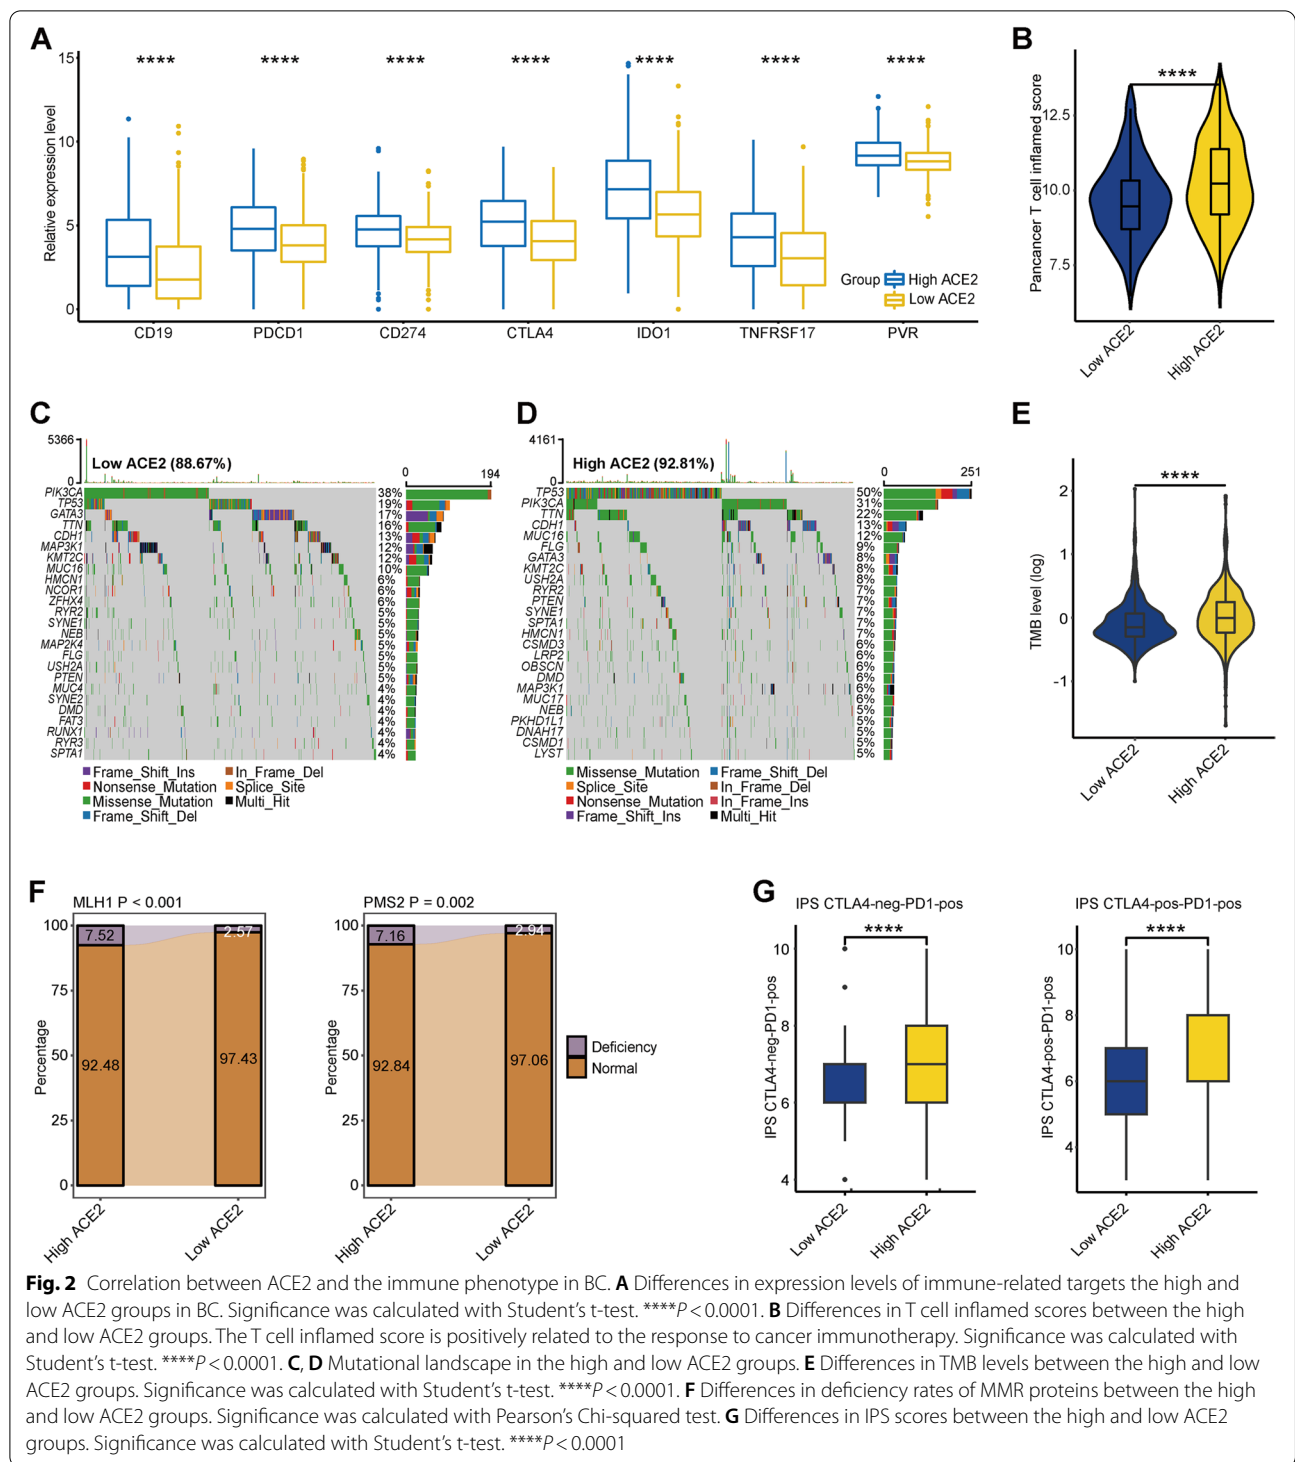 A
15
10
5
0
Relative expression level
**** **** **** **** **** **** ****
Group High ACE2
Low ACE2
CD19 PDCD1 CD274 CTLA4 IDO1 TNFRSF17 PVR
B
Pancancer T cell inflamed score
12.5
10.0
7.5
****
Low ACE2 High ACE2
C
5366
0
Low ACE2 (88.67%)
0 194
PIK3CA 38%
TP53 19%
GATA3 17%
TTN 16%
CDH1 13%
MAP3K1 12%
KMT2C 12%
MUC16 10%
HMCN1 6%
NCOR1 6%
ZFHX4 6%
RYR2 5%
SYNE1 5%
NEB 5%
MAP2K4 5%
FLG 5%
USH2A 5%
PTEN 5%
MUC4 4%
SYNE2 4%
DMD 4%
FAT3 4%
RUNX1 4%
RYR3 4%
SPTA1 4%
Frame_Shift_Ins In_Frame_Del
Nonsense_Mutation Splice_Site
Missense_Mutation Multi_Hit
Frame_Shift_Del
D
4161
0
High ACE2 (92.81%)
0 251
TP53 50%
PIK3CA 31%
TTN 22%
CDH1 13%
MUC16 12%
FLG 9%
GATA3 8%
KMT2C 8%
USH2A 8%
RYR2 7%
PTEN 7%
SYNE1 7%
SPTA1 7%
HMCN1 7%
CSMD3 6%
LRP2 6%
OBSCN 6%
DMD 6%
MAP3K1 6%
MUC17 6%
NEB 5%
PKHD1L1 5%
DNAH17 5%
CSMD1 5%
LYST 5%
Missense_Mutation Frame_Shift_Del
Splice_Site In_Frame_Del
Nonsense_Mutation In_Frame_Ins
Frame_Shift_Ins Multi_Hit
E
TMB level (log)
2
1
0
-1
****
Low ACE2 High ACE2
F
MLH1 P < 0.001
Percentage
100
75
50
25
0
7.52 2.57
92.48 97.43
High ACE2 Low ACE2
PMS2 P = 0.002
Percentage
100
75
50
25
0
7.16 2.94
92.84 97.06
High ACE2 Low ACE2
Deficiency
Normal
G
IPS CTLA4-neg-PD1-pos
IPS CTLA4-neg-PD1-pos
10
8
6
4
****
Low ACE2 High ACE2
IPS CTLA4-pos-PD1-pos
IPS CTLA4-pos-PD1-pos
10
8
6
4
****
Low ACE2 High ACE2
Fig. 2 Correlation between ACE2 and the immune phenotype in BC. A Differences in expression levels of immune-related targets the high and
low ACE2 groups in BC. Significance was calculated with Student’s t-test. ****P < 0.0001. B Differences in T cell inflamed scores between the high
and low ACE2 groups. The T cell inflamed score is positively related to the response to cancer immunotherapy. Significance was calculated with
Student’s t-test. ****P < 0.0001. C, D Mutational landscape in the high and low ACE2 groups. E Differences in TMB levels between the high and low
ACE2 groups. Significance was calculated with Student’s t-test. ****P < 0.0001. F Differences in deficiency rates of MMR proteins between the high
and low ACE2 groups. Significance was calculated with Pearson’s Chi-squared test. G Differences in IPS scores between the high and low ACE2
groups. Significance was calculated with Student’s t-test. ****P < 0.0001